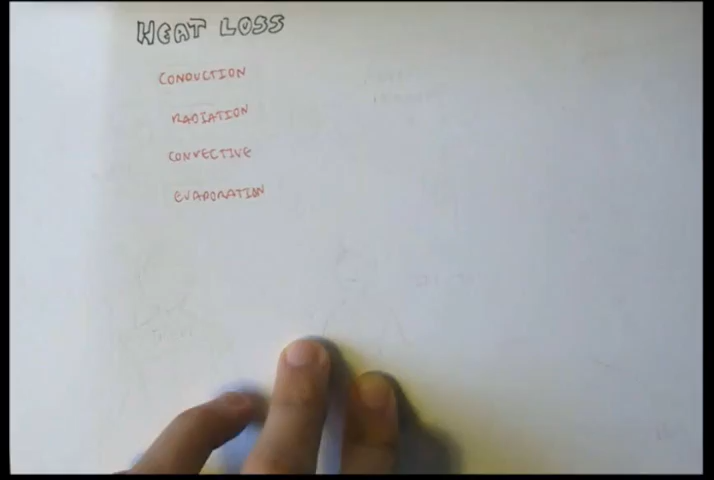 HEAT LOSS
CONDUCTION
RADIATION
CONVECTIVE
EVAPORATION